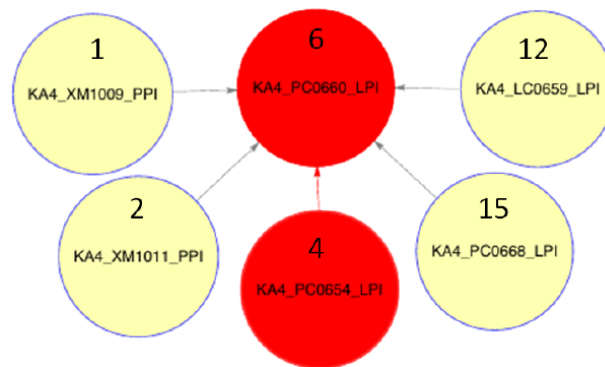 1
KA4_XM1009_PPI
6
KA4_PC0660_LPI
12
KA4_LC0659_LPI
2
KA4_XM1011_PPI
4
KA4_PC0654_LPI
15
KA4_PC0668_LPI